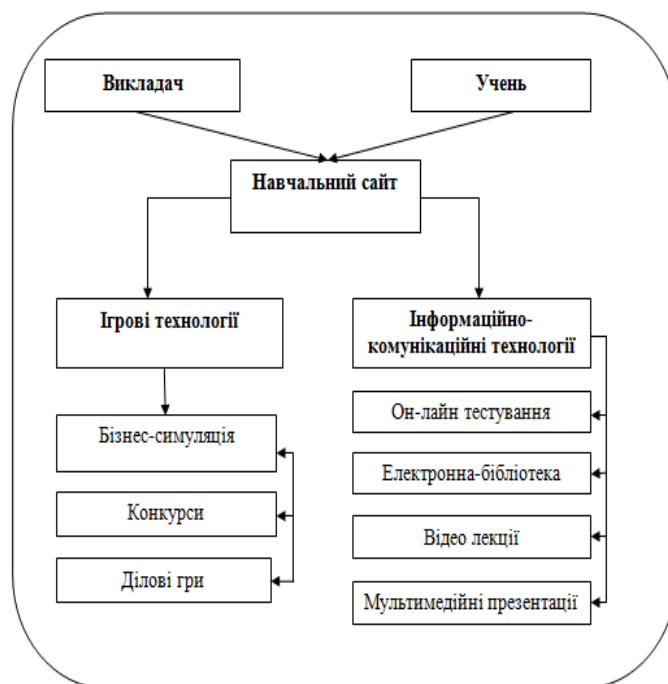 Викладач
Учень
Навчальний сайт
Ігрові технології
Інформаційно-
комунікаційні технології
Бізнес-симуляція
Конкурси
Ділові гри
Он-лайн тестування
Електронна-бібліотека
Відео лекції
Мультимедійні презентації